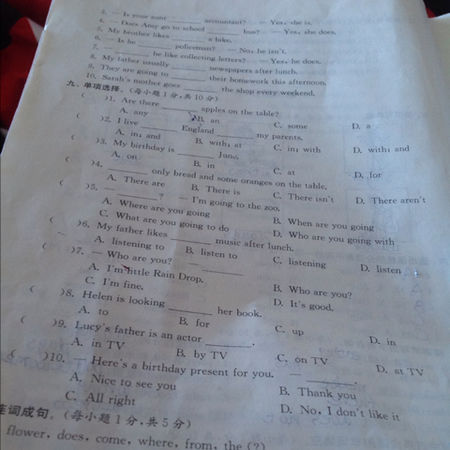 3. — Is your aunt ______ accountant? — Yes, she is.
4. — Does Amy go to school ______ bus? — Yes, she does.
5. My brother likes ______ a bike.
6. — Is he ______ policeman? — No, he isn't.
7. — ______ he like collecting letters? — Yes, he does.
8. My father usually ______ newspapers after lunch.
9. They are going to ______ their homework this afternoon.
10. Sarah's mother goes ______ the shop every weekend.
九、单项选择。(每小题1分,共10分)
( )1. Are there ______ apples on the table?
A. any B. an C. some D. a
( )2. I live ______ England ______ my parents.
A. in; and B. with; at C. in; with D. with; and
( )3. My birthday is ______ June.
A. on B. in C. at D. for
( )4. ______ only bread and some oranges on the table.
A. There are B. There is C. There isn't D. There aren't
( )5. — ______? — I'm going to the zoo.
A. Where are you going B. When are you going
C. What are you going to do D. Who are you going with
( )6. My father likes ______ music after lunch.
A. listening to B. listen to C. listening D. listen
( )7. — Who are you? — ______
A. I'm little Rain Drop. B. Who are you?
C. I'm fine. D. It's good.
( )8. Helen is looking ______ her book.
A. to B. for C. up D. in
( )9. Lucy's father is an actor ______.
A. in TV B. by TV C. on TV D. at TV
( )10. — Here's a birthday present for you. — ______.
A. Nice to see you B. Thank you
C. All right D. No, I don't like it
连词成句。(每小题1分,共5分)
flower, does, come, where, from, the (?)